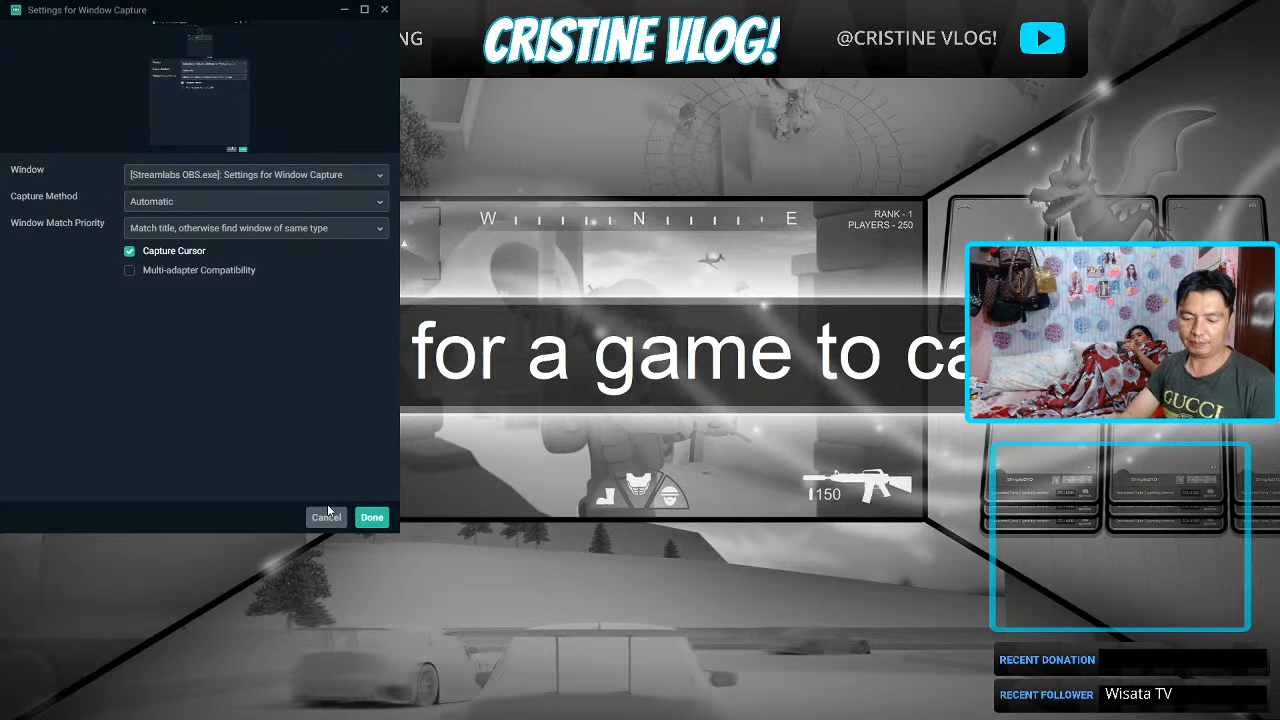 Settings for Window Capture
Window
[Streamlabs OBS.exe]: Settings for Window Capture
Capture Method
Automatic
Window Match Priority
Match title, otherwise find window of same type
Capture Cursor
Multi-adapter Compatibility
Cancel
Done
NG
CRISTINE VLOG!
@CRISTINE VLOG!
W N E
RANK - 1
PLAYERS - 250
for a game to ca
150
GUCCI
RECENT DONATION
RECENT FOLLOWER Wisata TV